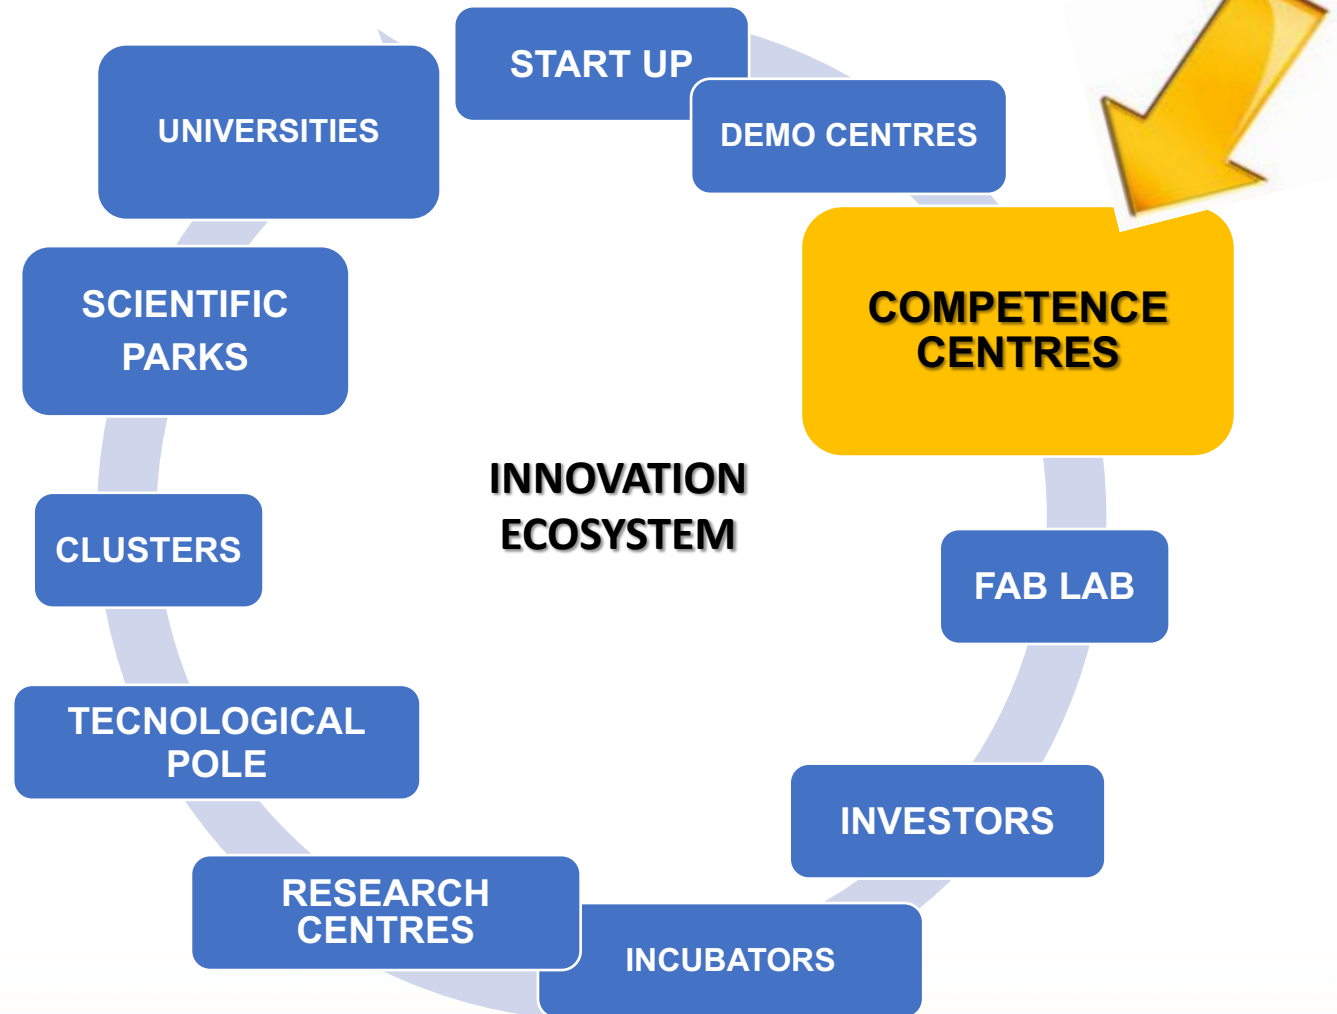 START UP
DEMO CENTRES
COMPETENCE
CENTRES
FAB LAB
INVESTORS
INCUBATORS
RESEARCH
CENTRES
TECNOLOGICAL
POLE
CLUSTERS
SCIENTIFIC
PARKS
UNIVERSITIES
INNOVATION
ECOSYSTEM